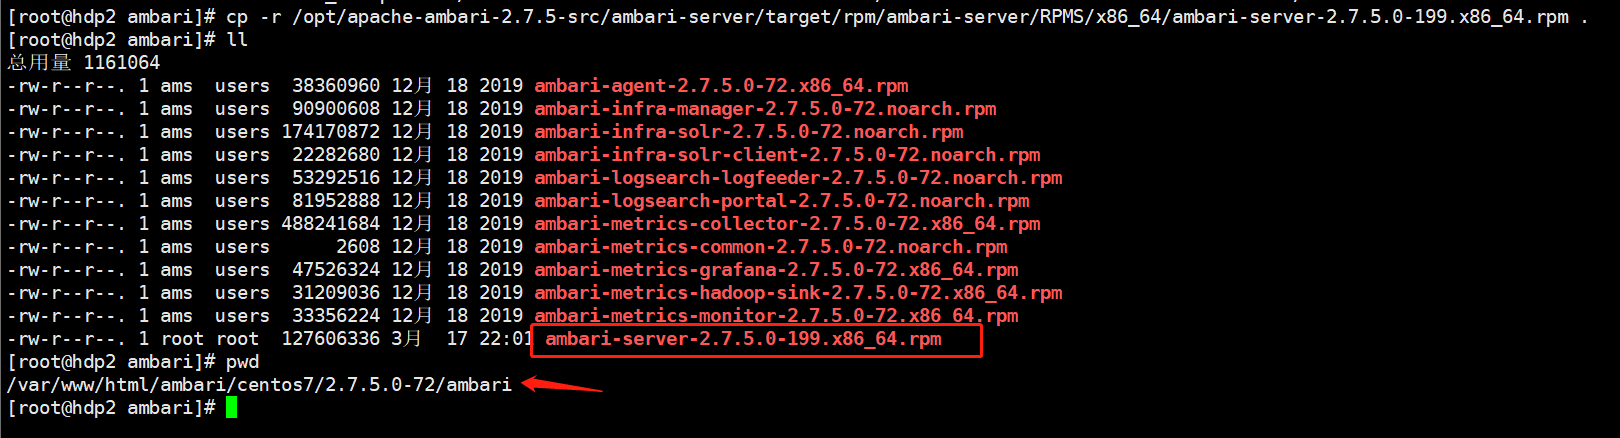 [root@hdp2 ambari]# cp -r /opt/apache-ambari-2.7.5-src/ambari-server/target/rpm/ambari-server/RPMS/x86_64/ambari-server-2.7.5.0-199.x86_64.rpm .
[root@hdp2 ambari]# ll
总用量 1161064
-rw-r--r--. 1 ams  users  38360960 12月 18 2019 ambari-agent-2.7.5.0-72.x86_64.rpm
-rw-r--r--. 1 ams  users  90900608 12月 18 2019 ambari-infra-manager-2.7.5.0-72.noarch.rpm
-rw-r--r--. 1 ams  users 174170872 12月 18 2019 ambari-infra-solr-2.7.5.0-72.noarch.rpm
-rw-r--r--. 1 ams  users  22282680 12月 18 2019 ambari-infra-solr-client-2.7.5.0-72.noarch.rpm
-rw-r--r--. 1 ams  users  53292516 12月 18 2019 ambari-logsearch-logfeeder-2.7.5.0-72.noarch.rpm
-rw-r--r--. 1 ams  users  81952888 12月 18 2019 ambari-logsearch-portal-2.7.5.0-72.noarch.rpm
-rw-r--r--. 1 ams  users 488241684 12月 18 2019 ambari-metrics-collector-2.7.5.0-72.x86_64.rpm
-rw-r--r--. 1 ams  users      2608 12月 18 2019 ambari-metrics-common-2.7.5.0-72.noarch.rpm
-rw-r--r--. 1 ams  users  47526324 12月 18 2019 ambari-metrics-grafana-2.7.5.0-72.x86_64.rpm
-rw-r--r--. 1 ams  users  31209036 12月 18 2019 ambari-metrics-hadoop-sink-2.7.5.0-72.x86_64.rpm
-rw-r--r--. 1 ams  users  33356224 12月 18 2019 ambari-metrics-monitor-2.7.5.0-72.x86_64.rpm
-rw-r--r--. 1 root root  127606336 3月  17 22:01 ambari-server-2.7.5.0-199.x86_64.rpm
[root@hdp2 ambari]# pwd
/var/www/html/ambari/centos7/2.7.5.0-72/ambari
[root@hdp2 ambari]#